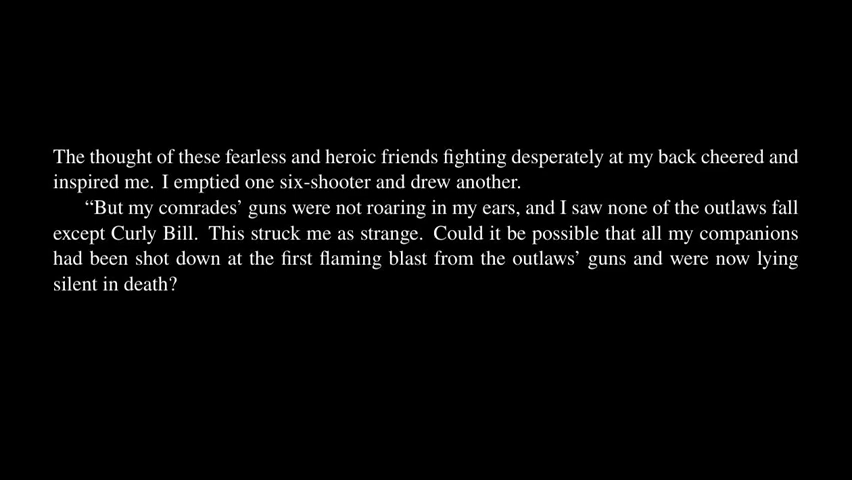 The thought of these fearless and heroic friends fighting desperately at my back cheered and
inspired me. I emptied one six-shooter and drew another.
“But my comrades’ guns were not roaring in my ears, and I saw none of the outlaws fall
except Curly Bill. This struck me as strange. Could it be possible that all my companions
had been shot down at the first flaming blast from the outlaws’ guns and were now lying
silent in death?